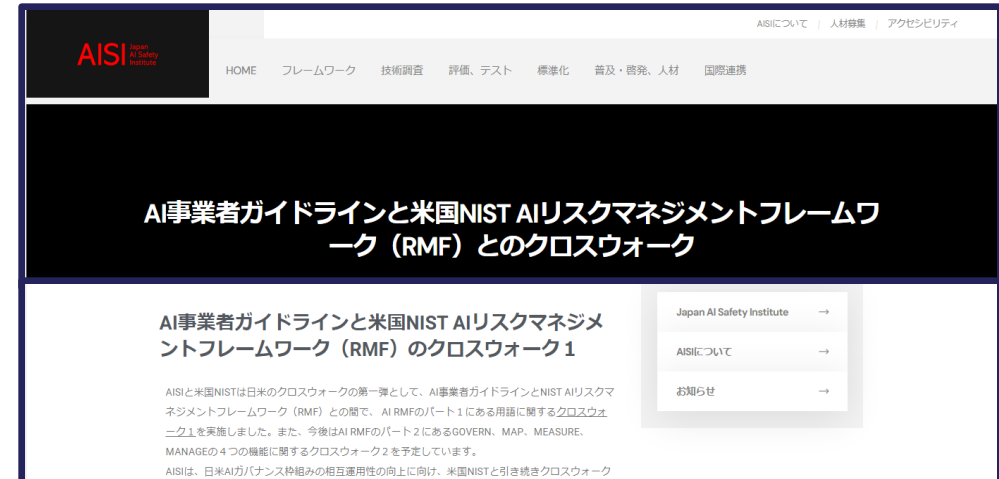 AISIについて | 人材募集 | アクセシビリティ
AISI Japan
AI Safety
Institute
HOME フレームワーク 技術調査 評価、テスト 標準化 普及・啓発、人材 国際連携
AI事業者ガイドラインと米国NIST AIリスクマネジメントフレームワ
ーク（RMF）とのクロスウォーク
AI事業者ガイドラインと米国NIST AIリスクマネジメ
ントフレームワーク（RMF）のクロスウォーク１
AISIと米国NISTは日米のクロスウォークの第一弾として、AI事業者ガイドラインとNIST AIリスクマ
ネジメントフレームワーク（RMF）との間で、 AI RMFのパート１にある用語に関するクロスウォ
ーク１を実施しました。また、今後はAI RMFのパート２にあるGOVERN、MAP、MEASURE、
MANAGEの４つの機能に関するクロスウォーク２を予定しています。
AISIは、日米AIガバナンス枠組みの相互運用性の向上に向け、米国NISTと引き続きクロスウォーク
Japan AI Safety Institute →
AISIについて →
お知らせ →